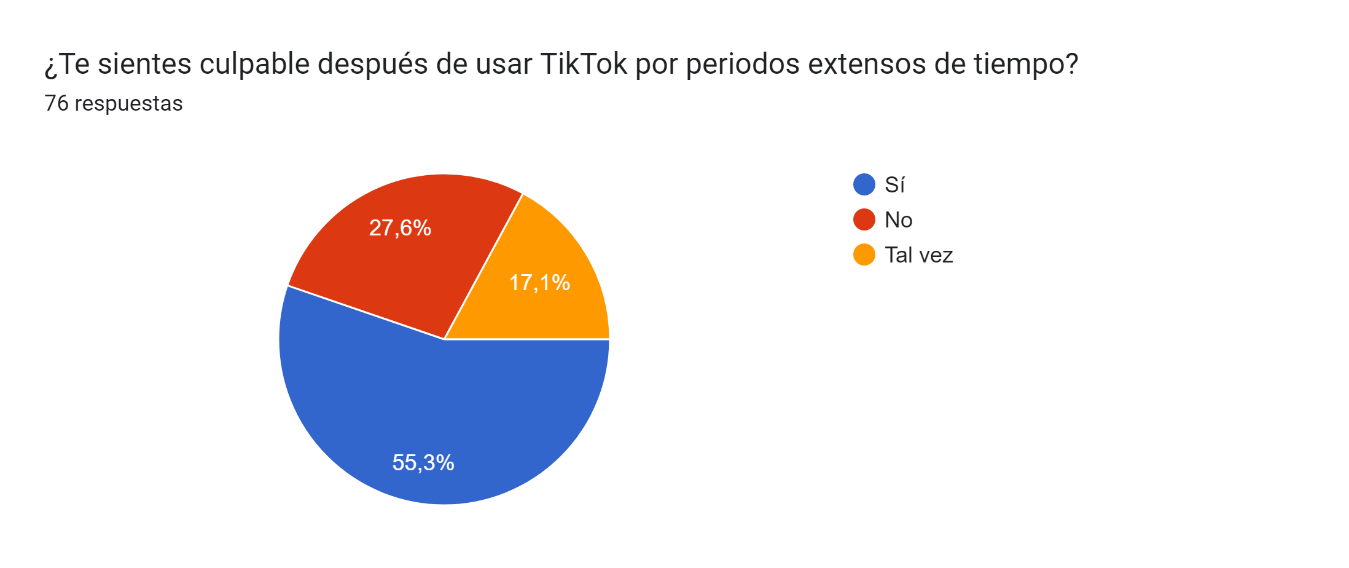 ¿Te sientes culpable después de usar TikTok por periodos extensos de tiempo?
76 respuestas
27,6%
17,1%
55,3%
Sí
No
Tal vez